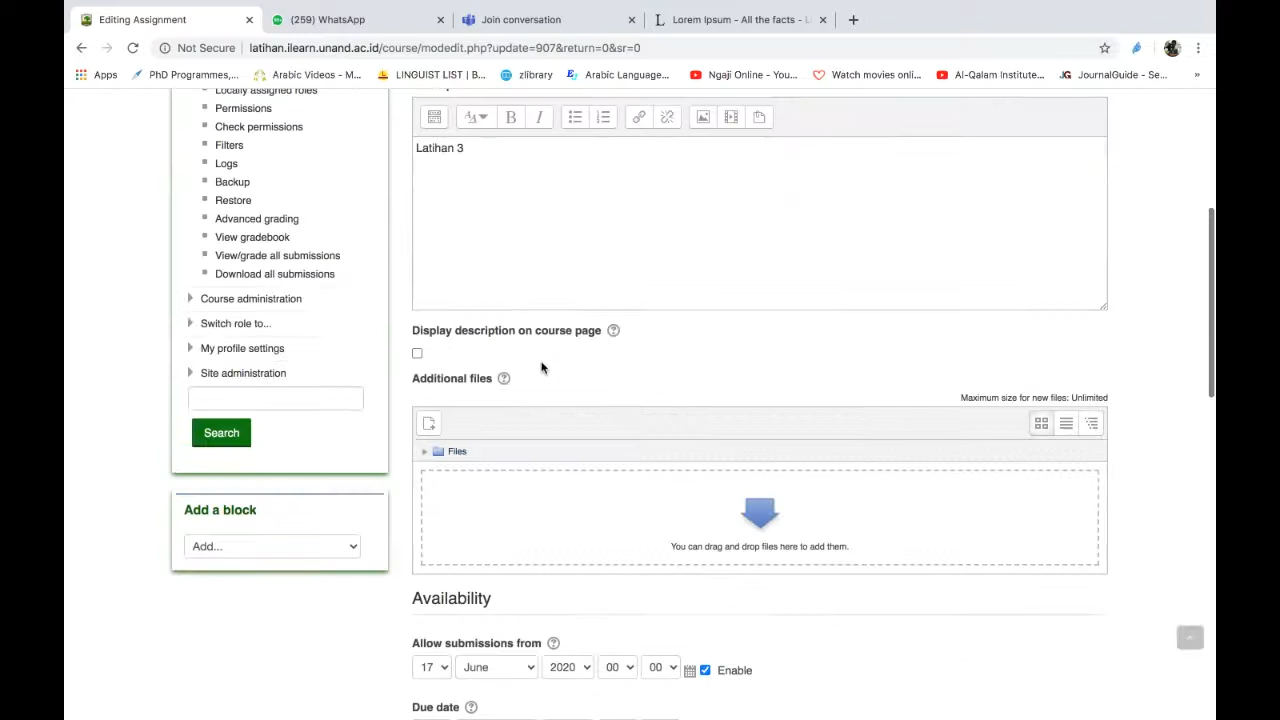 Editing Assignment
(259) WhatsApp
Join conversation
Lorem Ipsum - All the facts - L
Not Secure
latihan.ilearn.unand.ac.id/course/modedit.php?update=907&return=0&sr=0
Apps
PhD Programmes,...
Arabic Videos - M...
LINGUIST LIST | B...
zlibrary
Arabic Language...
Ngaji Online - You...
Watch movies onli...
Al-Qalam Institute...
JournalGuide - Se...
»
Locally assigned roles
Permissions
Check permissions
Filters
Logs
Backup
Restore
Advanced grading
View gradebook
View/grade all submissions
Download all submissions
Course administration
Switch role to...
My profile settings
Site administration
Search
Add a block
Add...
Latihan 3
Display description on course page
Additional files
Maximum size for new files: Unlimited
Files
You can drag and drop files here to add them.
Availability
Allow submissions from
17 June 2020 00 00 Enable
Due date